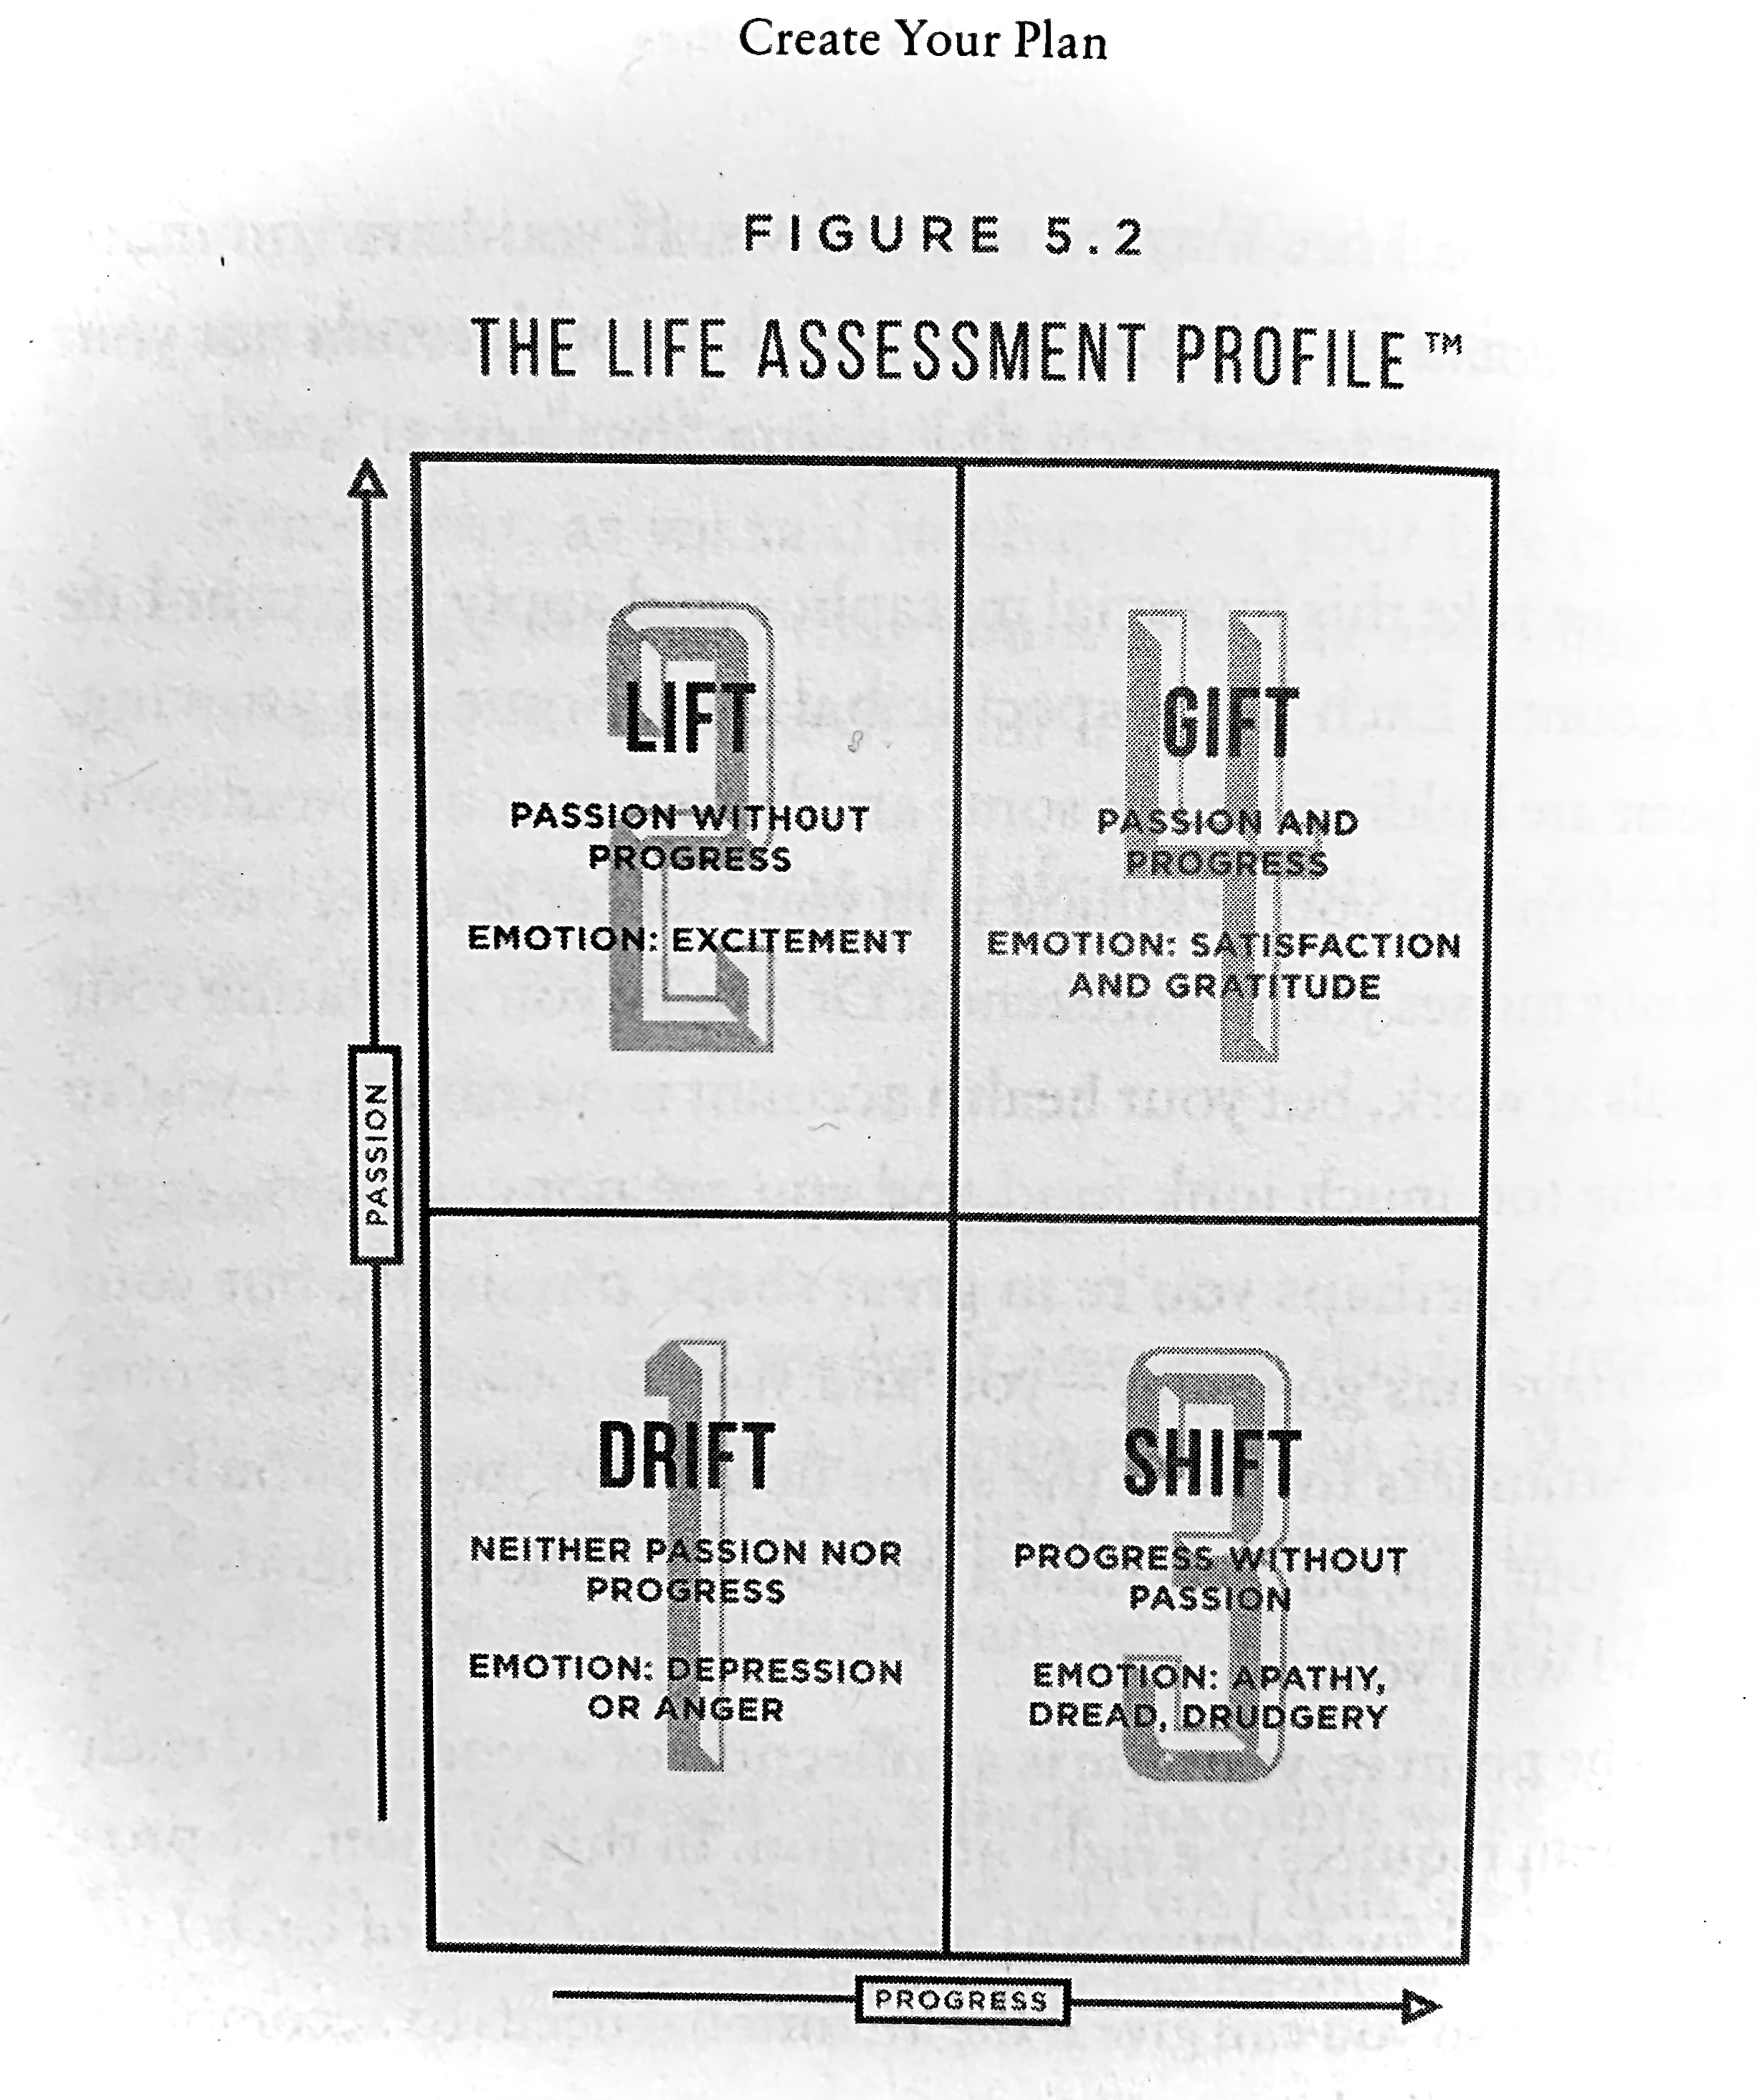 Create Your Plan
FIGURE 5.2
THE LIFE ASSESSMENT PROFILE™
PASSION
2
LIFT
PASSION WITHOUT
PROGRESS
EMOTION: EXCITEMENT
4
GIFT
PASSION AND
PROGRESS
EMOTION: SATISFACTION
AND GRATITUDE
1
DRIFT
NEITHER PASSION NOR
PROGRESS
EMOTION: DEPRESSION
OR ANGER
3
SHIFT
PROGRESS WITHOUT
PASSION
EMOTION: APATHY,
DREAD, DRUDGERY
PROGRESS